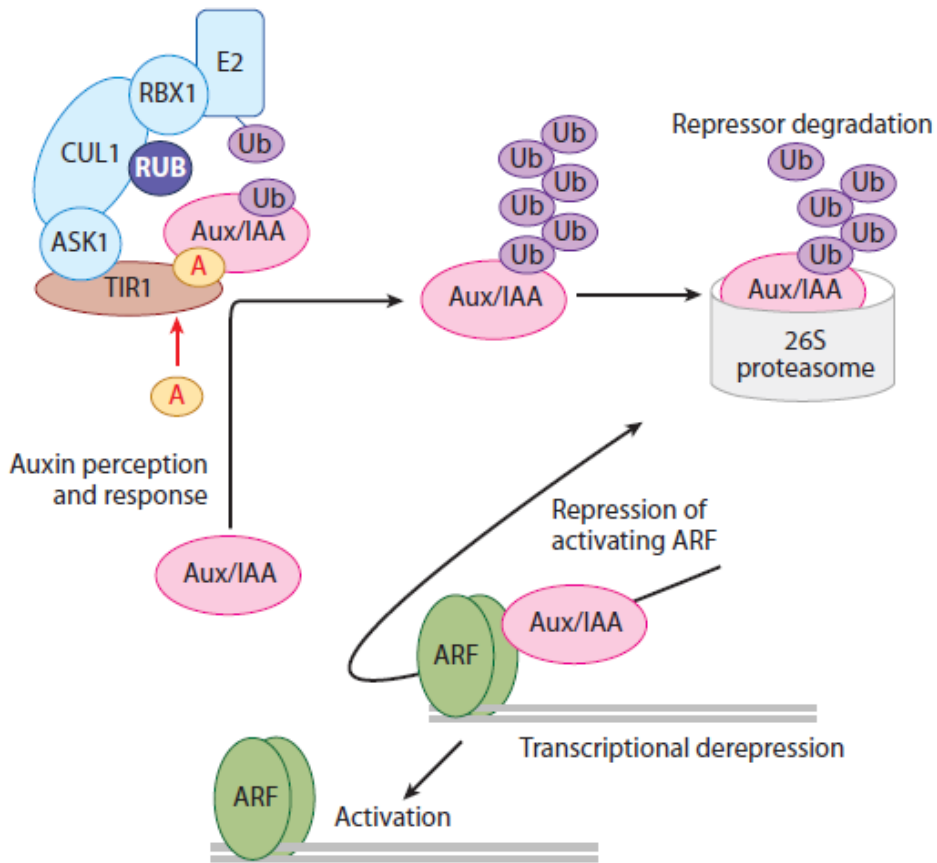 E2
RBX1
CUL1
RUB
Ub
Ub
Aux/IAA
ASK1
A
TIR1
A
Auxin perception
and response
Aux/IAA
Ub
Ub
Ub
Ub
Ub
Ub
Aux/IAA
Repressor degradation
Ub
Ub
Ub
Ub
Ub
Aux/IAA
26S
proteasome
Repression of
activating ARF
Aux/IAA
ARF
Transcriptional derepression
ARF
Activation